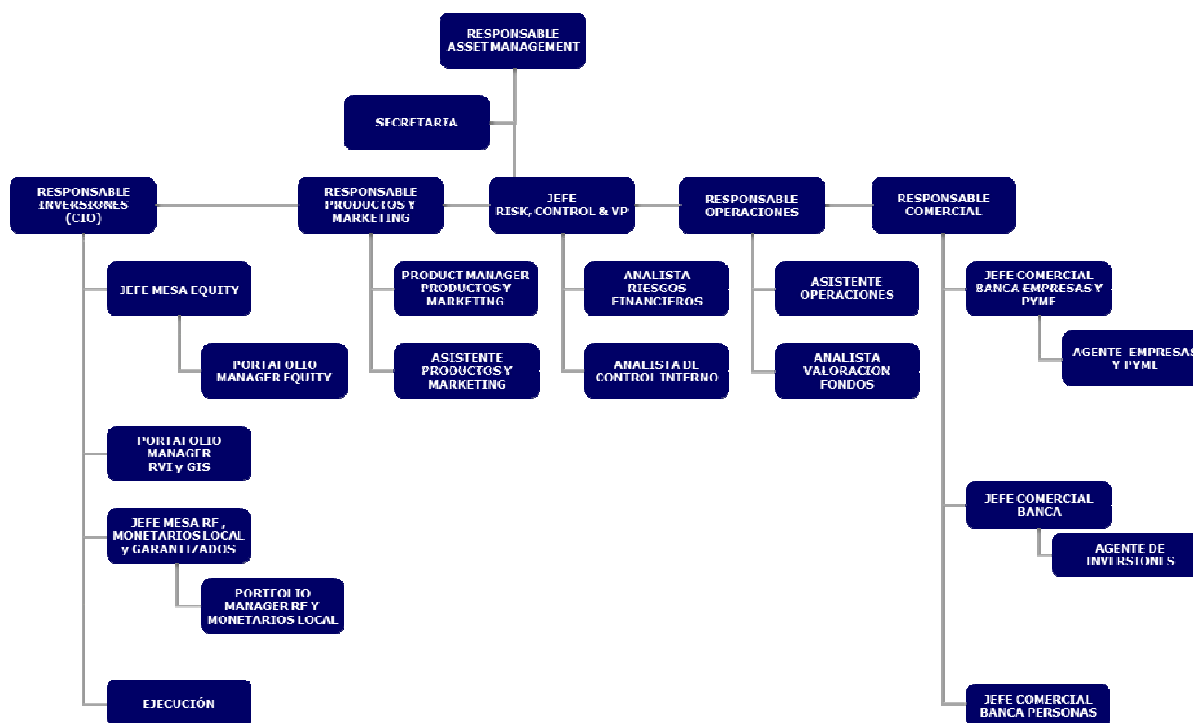 RESPONSABLE
ASSET MANAGEMENT
SECRETARIA
RESPONSABLE
INVERSIONES
(CIO)
RESPONSABLE
PRODUCTOS Y
MARKETING
JEFE
RISK, CONTROL & VP
RESPONSABLE
OPERACIONES
RESPONSABLE
COMERCIAL
JEFE MESA EQUITY
PRODUCT MANAGER
PRODUCTOS Y
MARKETING
ANALISTA
RIESGOS
FINANCIEROS
ASISTENTE
OPERACIONES
JEFE COMERCIAL
BANCA EMPRESAS Y
PYME
PORTAFOLIO
MANAGER EQUITY
ASISTENTE
PRODUCTOS Y
MARKETING
ANALISTA DE
CONTROL INTERNO
ANALISTA
VALORACION
FONDOS
AGENTE EMPRESAS
Y PYME
PORTAFOLIO
MANAGER
RVI y GIS
JEFE MESA RF,
MONETARIOS LOCAL
y GARANTIZADOS
JEFE COMERCIAL
BANCA
AGENTE DE
INVERSIONES
PORTFOLIO
MANAGER RF Y
MONETARIOS LOCAL
EJECUCIÓN
JEFE COMERCIAL
BANCA PERSONAS